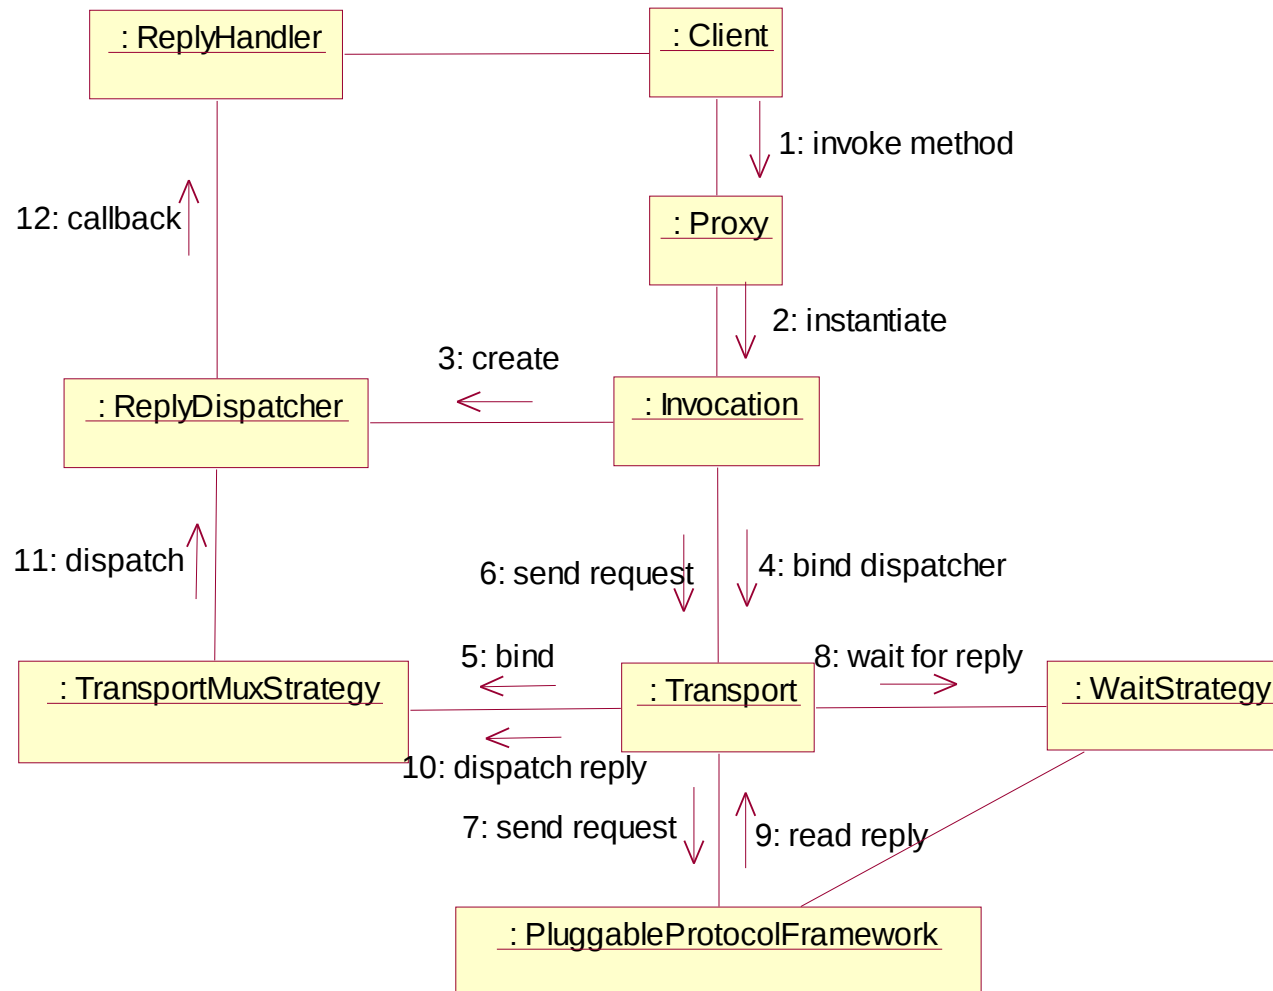 : ReplyHandler
: Client
1: invoke method
12: callback
: Proxy
2: instantiate
3: create
: ReplyDispatcher
: Invocation
11: dispatch
6: send request
4: bind dispatcher
5: bind
8: wait for reply
: TransportMuxStrategy
: Transport
: WaitStrategy
10: dispatch reply
7: send request
9: read reply
: PluggableProtocolFramework